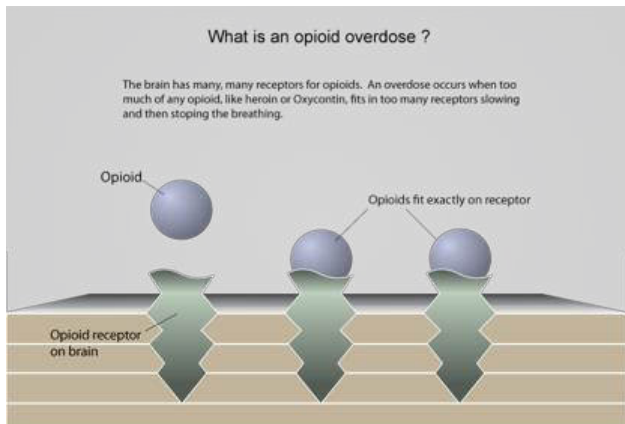 What is an opioid overdose ?
The brain has many, many receptors for opioids.  An overdose occurs when too
much of any opioid, like heroin or Oxycontin, fits in too many receptors slowing
and then stoping the breathing.
Opioid
Opioids fit exactly on receptor
Opioid receptor
on brain